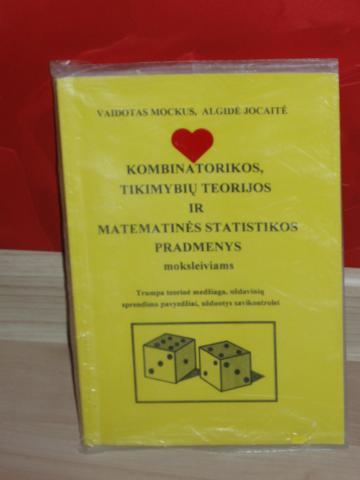 VAIDOTAS MOCKUS, ALGIDĖ JOCAITĖ
KOMBINATORIKOS,
TIKIMYBIŲ TEORIJOS
IR
MATEMATINĖS STATISTIKOS
PRADMENYS
moksleiviams
Trumpa teorinė medžiaga, uždavinių
sprendimo pavyzdžiai, užduotys savikontrolei